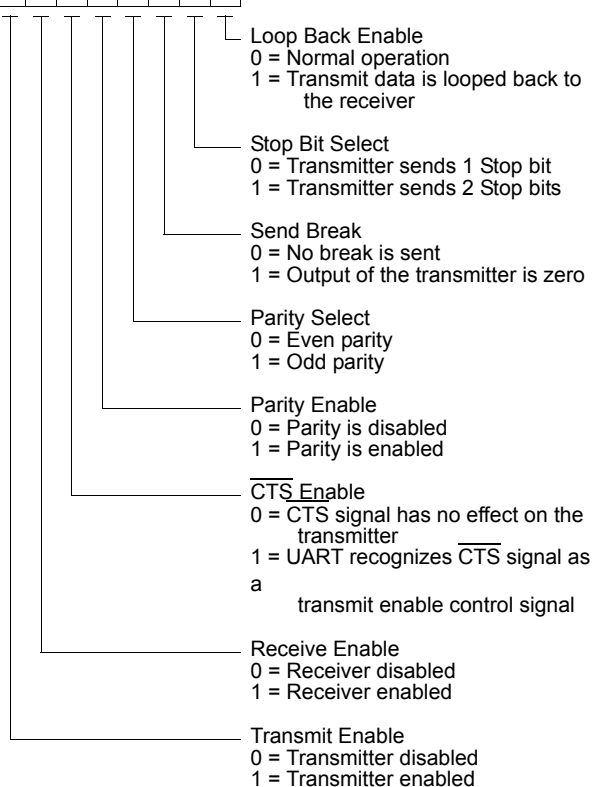 Loop Back Enable
0 = Normal operation
1 = Transmit data is looped back to
the receiver
Stop Bit Select
0 = Transmitter sends 1 Stop bit
1 = Transmitter sends 2 Stop bits
Send Break
0 = No break is sent
1 = Output of the transmitter is zero
Parity Select
0 = Even parity
1 = Odd parity
Parity Enable
0 = Parity is disabled
1 = Parity is enabled
C̅T̅S̅ Enable
0 = C̅T̅S̅ signal has no effect on the
transmitter
1 = UART recognizes C̅T̅S̅ signal as
a
transmit enable control signal
Receive Enable
0 = Receiver disabled
1 = Receiver enabled
Transmit Enable
0 = Transmitter disabled
1 = Transmitter enabled